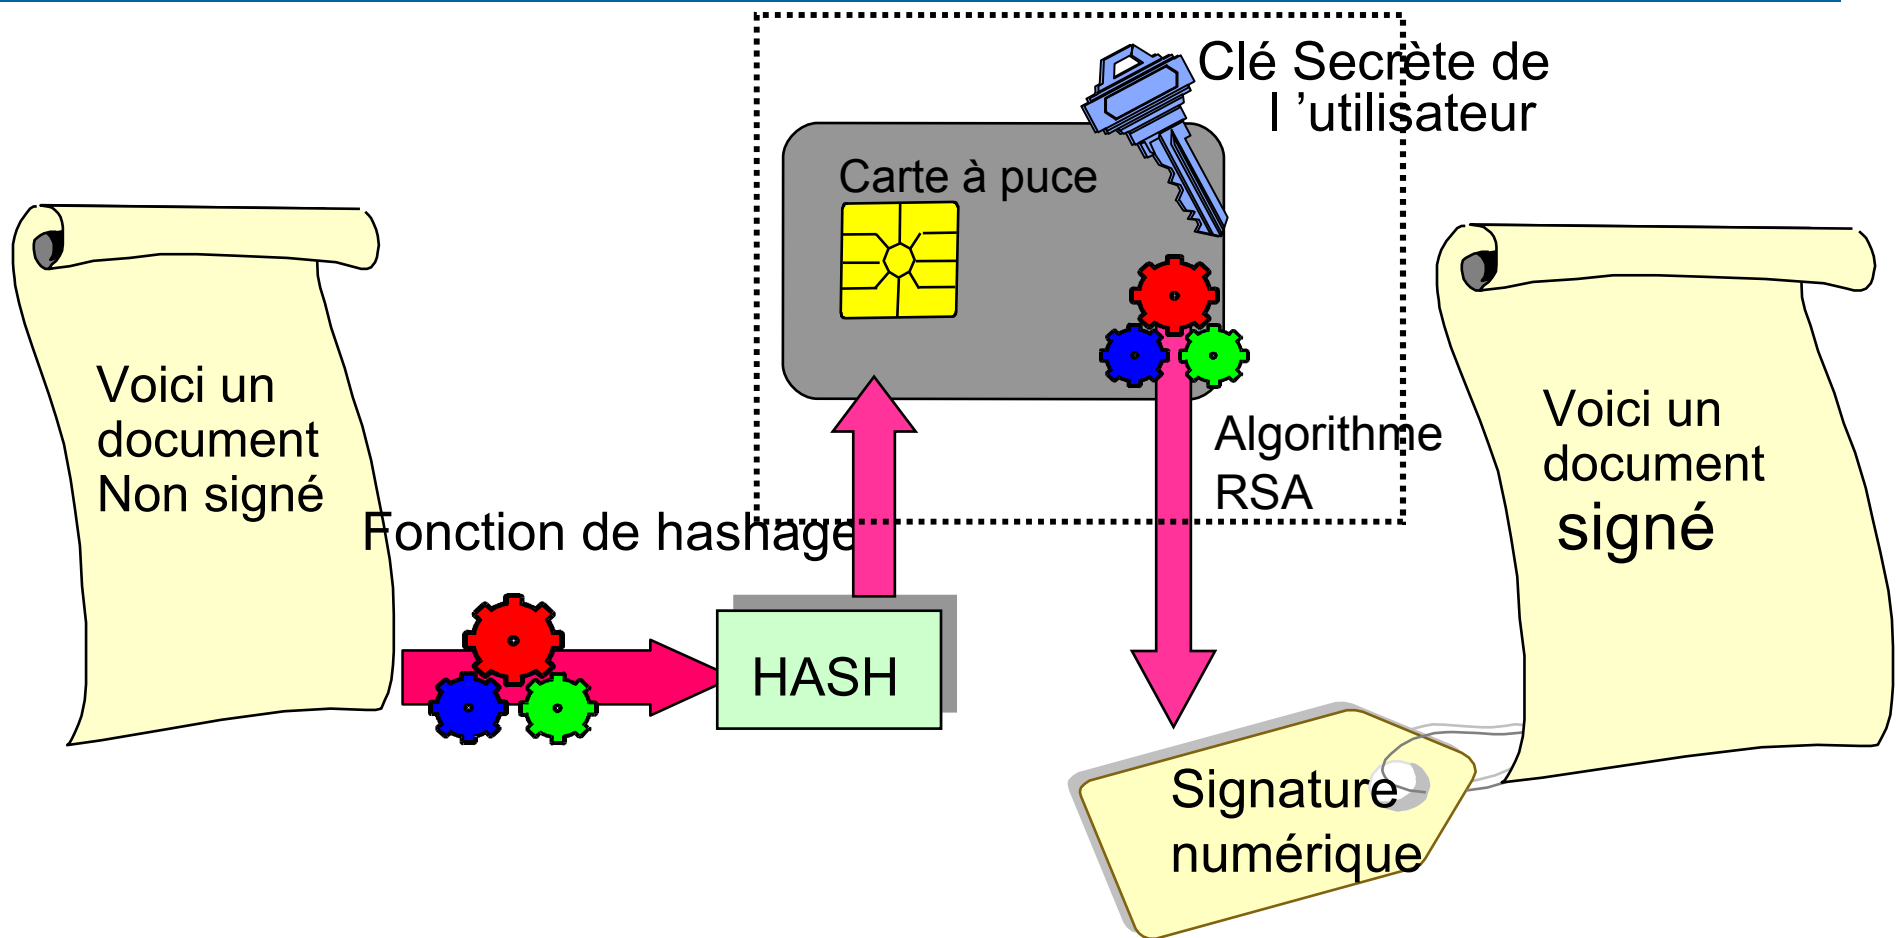 Clé Secrète de
l ’utilisateur
Carte à puce
Voici un
document
Non signé
Fonction de hashage
HASH
Algorithme
RSA
Signature
numérique
Voici un
document
signé